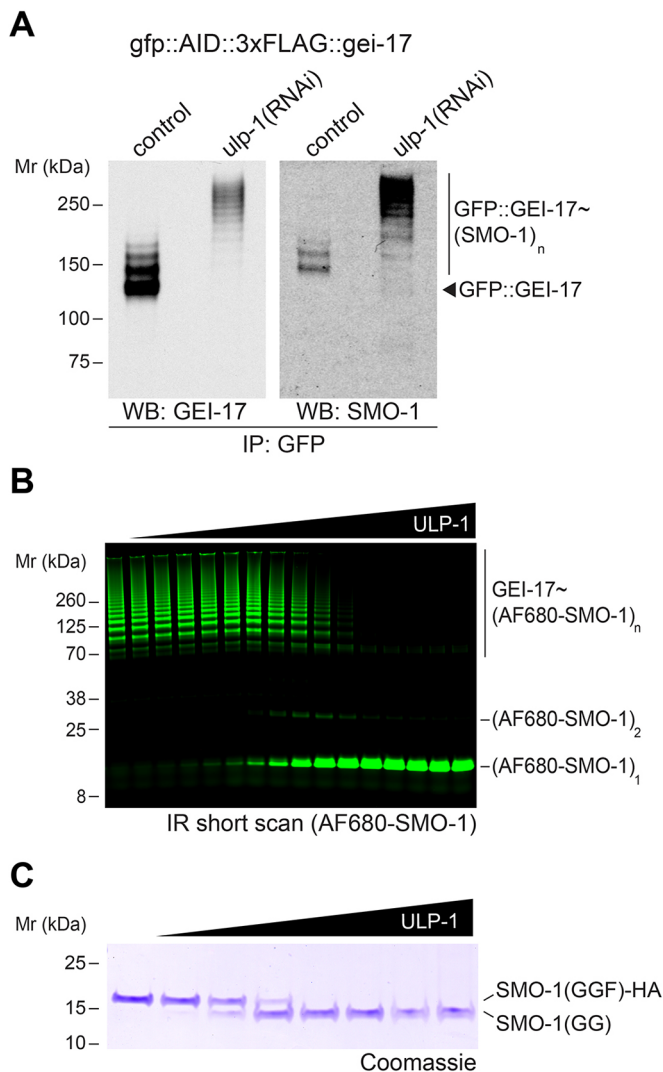 A
gfp::AID::3xFLAG::gei-17
control
ulp-1(RNAi)
control
ulp-1(RNAi)
Mr (kDa)
250
150
100
75
GFP::GEI-17~
(SMO-1)n
GFP::GEI-17
WB: GEI-17
WB: SMO-1
IP: GFP
B
ULP-1
Mr (kDa)
260
125
70
38
25
8
GEI-17~
(AF680-SMO-1)n
(AF680-SMO-1)2
(AF680-SMO-1)1
IR short scan (AF680-SMO-1)
C
ULP-1
Mr (kDa)
25
15
10
SMO-1(GGF)-HA
SMO-1(GG)
Coomassie